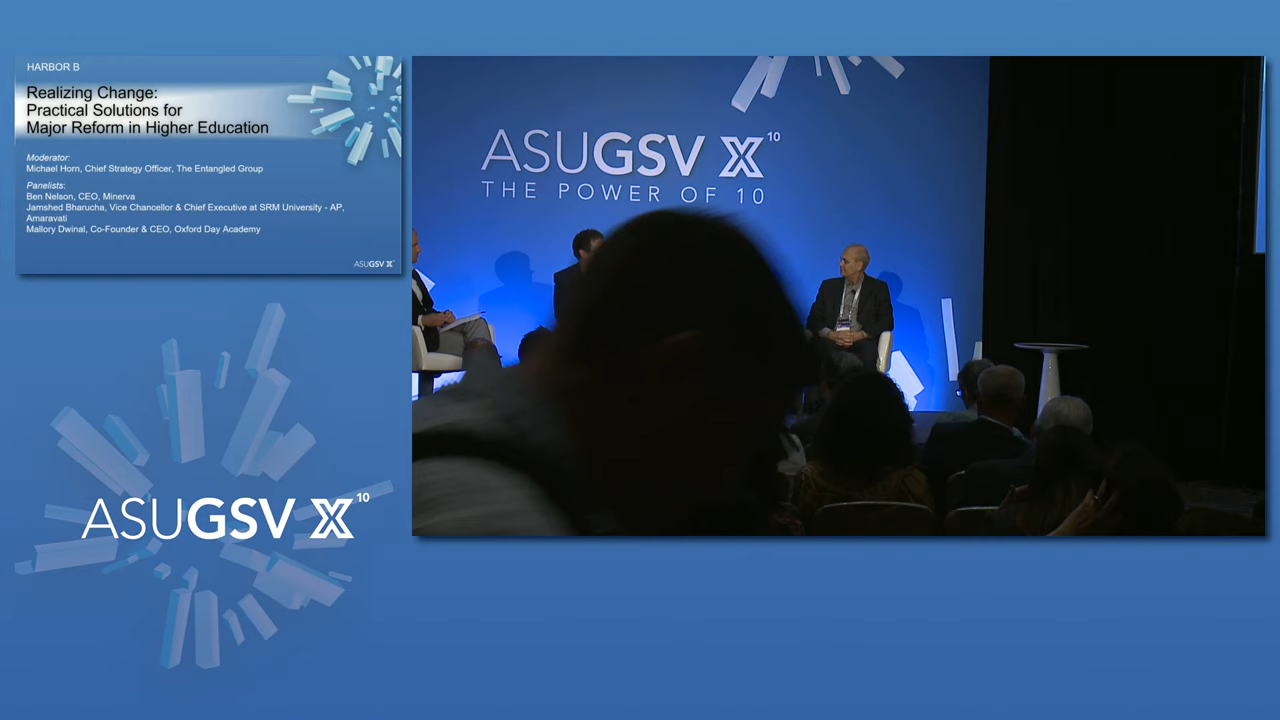 HARBOR B
Realizing Change:
Practical Solutions for
Major Reform in Higher Education
Moderator:
Michael Horn, Chief Strategy Officer, The Entangled Group
Panelists:
Ben Nelson, CEO, Minerva
Jamshed Bharucha, Vice Chancellor & Chief Executive at SRM University - AP,
Amaravati
Mallory Dwinal, Co-Founder & CEO, Oxford Day Academy
ASUGSV X
ASUGSV X 10
THE POWER OF 10
ASUGSV X 10